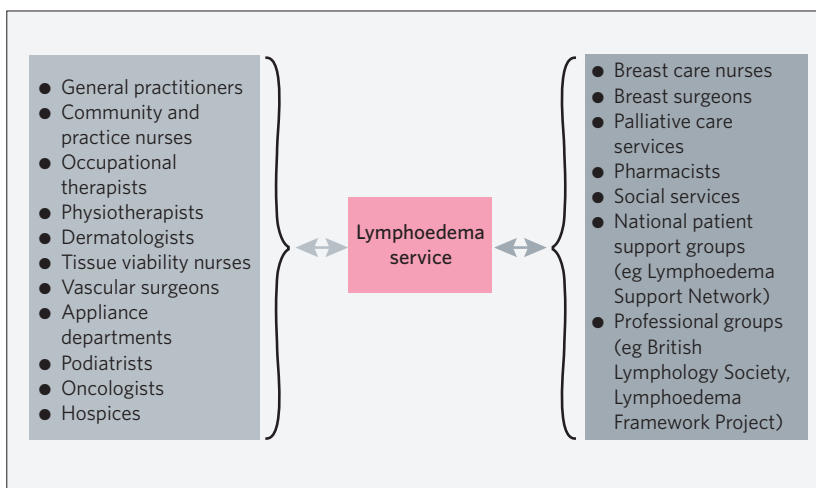 ● General practitioners
● Community and
practice nurses
● Occupational
therapists
● Physiotherapists
● Dermatologists
● Tissue viability nurses
● Vascular surgeons
● Appliance
departments
● Podiatrists
● Oncologists
● Hospices
Lymphoedema
service
● Breast care nurses
● Breast surgeons
● Palliative care
services
● Pharmacists
● Social services
● National patient
support groups
(eg Lymphoedema
Support Network)
● Professional groups
(eg British
Lymphology Society,
Lymphoedema
Framework Project)